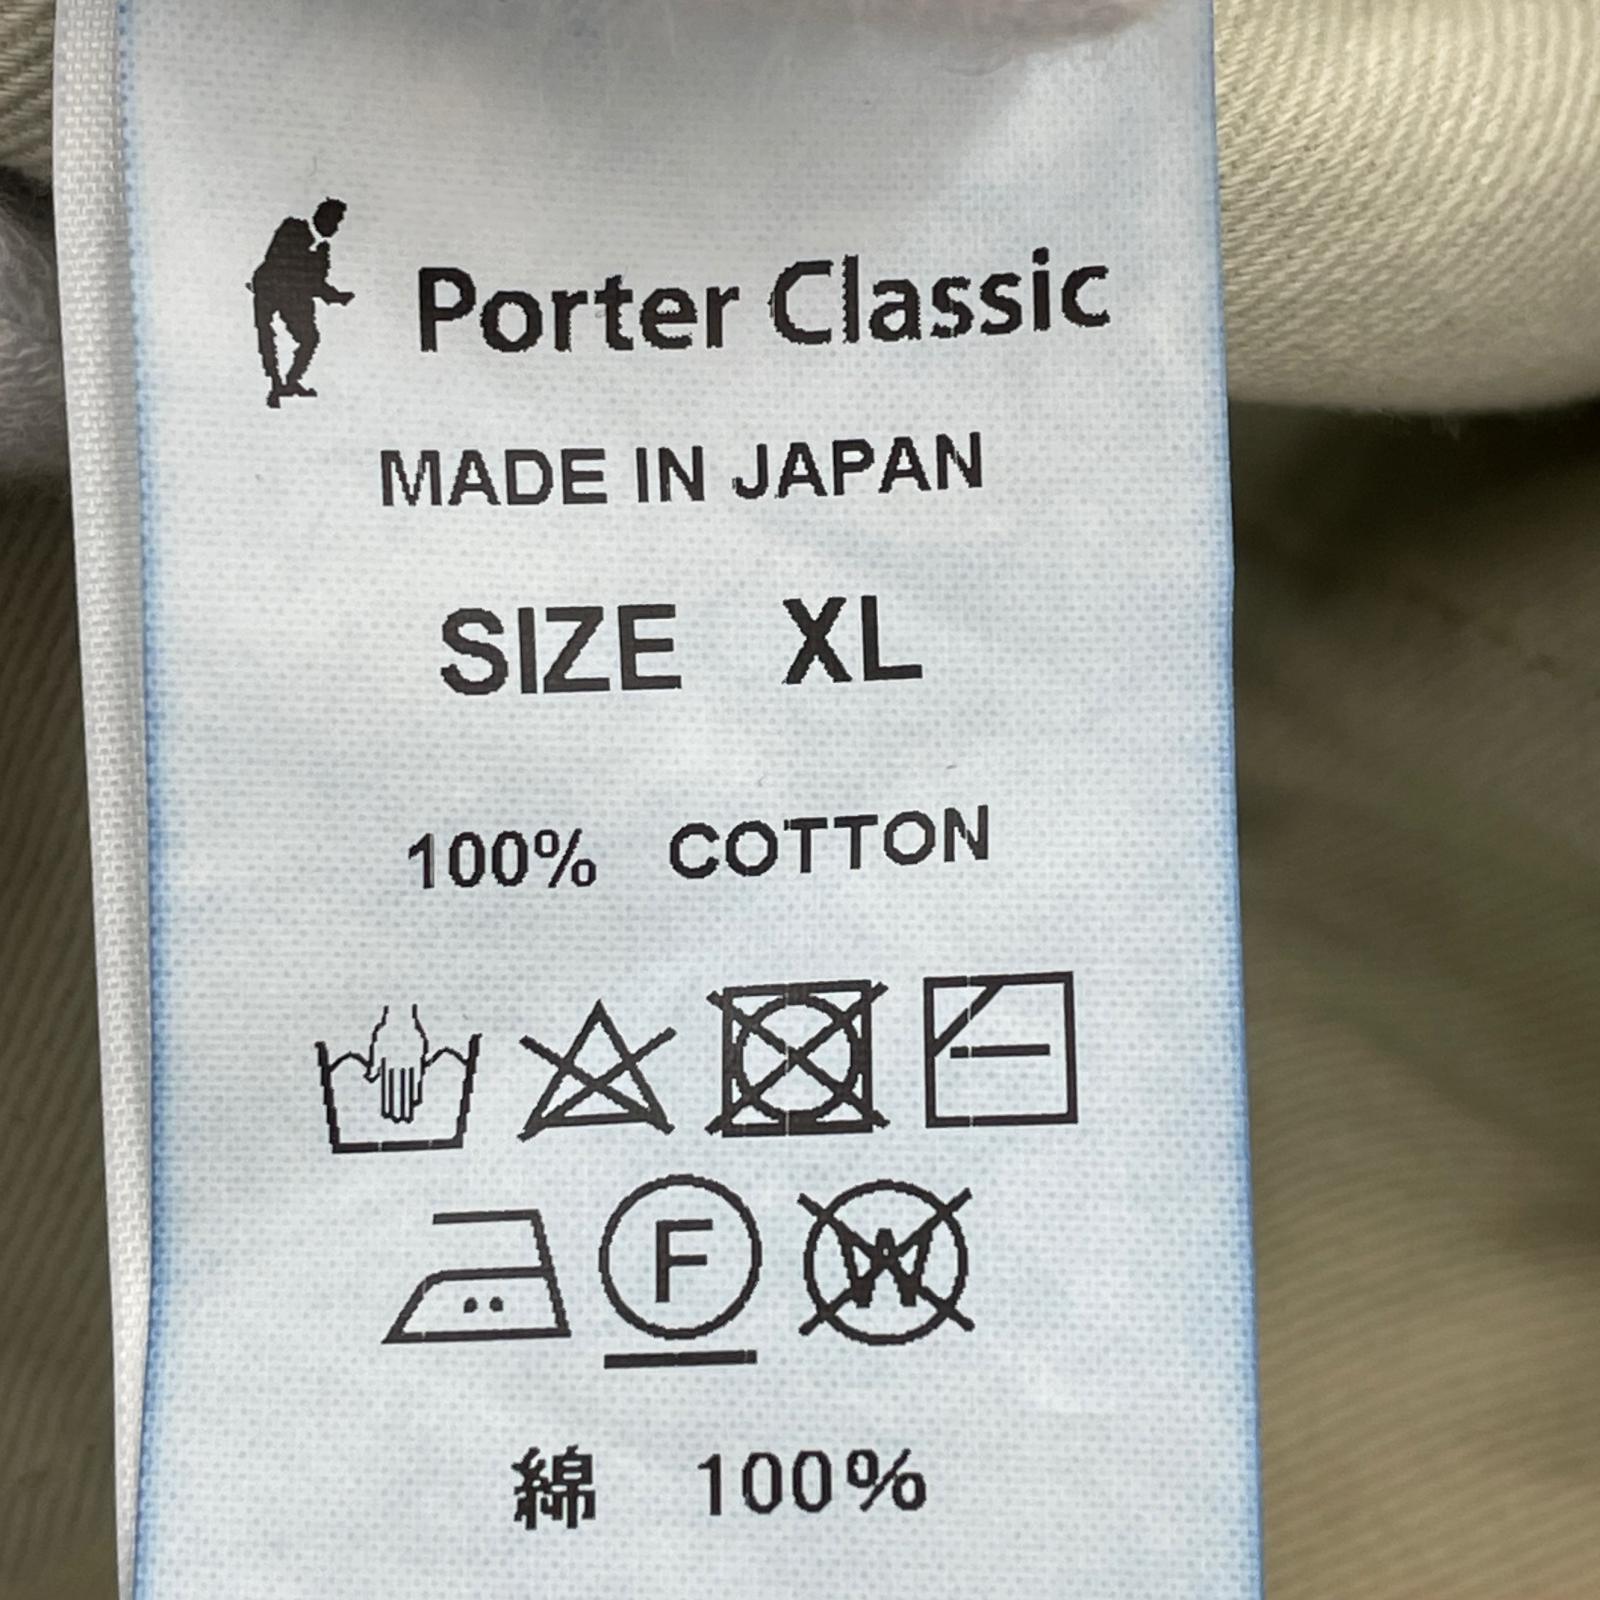 Porter Classic
MADE IN JAPAN
SIZE XL
100% COTTON
F W
綿 100%